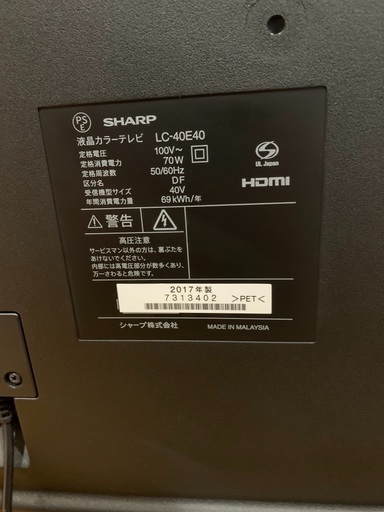 PS
E
SHARP
液晶カラーテレビ LC-40E40
定格電圧 100V～
定格消費電力 70W
定格周波数 50/60Hz
区分名 DF
受信機型サイズ 40V
年間消費電力量 69kWh/年
S
UL Japan
HDMI
警告
高圧注意
サービスマン以外の方は、裏ぶたを
あけないでください。
内部には高電圧部分が数多くあり、
万一さわると危険です。
2017年製
7313402 >PET<
シャープ株式会社 MADE IN MALAYSIA